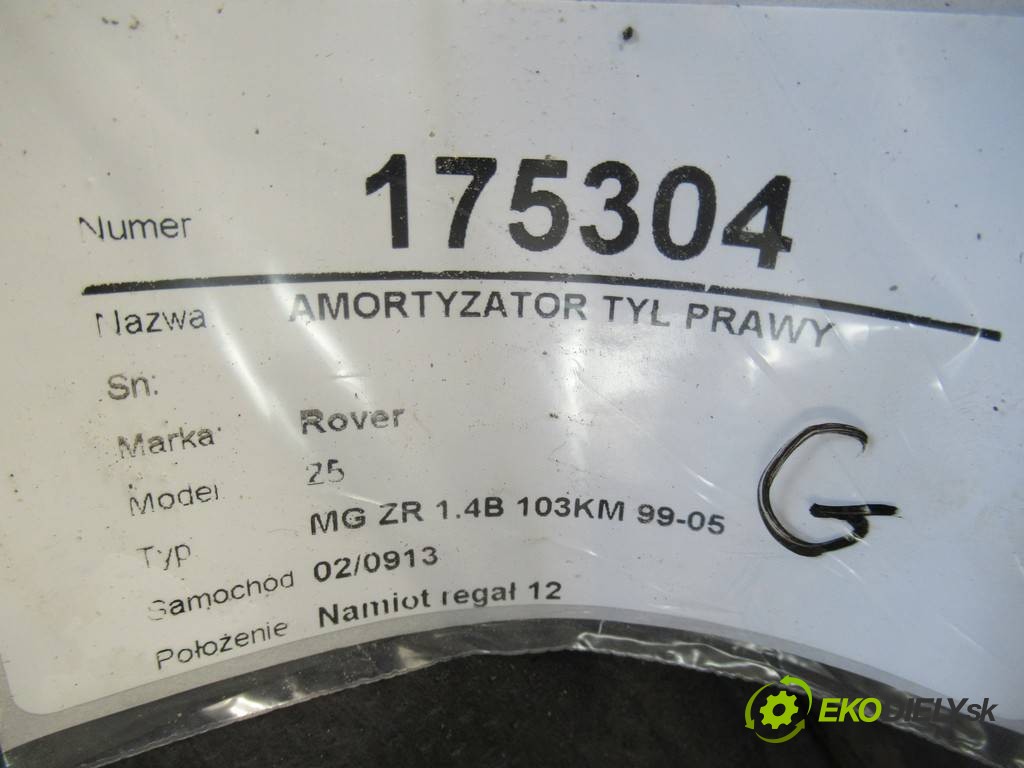 Numer 175304
Nazwa: AMORTYZATOR TYL PRAWY
Sn: -
Marka: Rover
Model 25
Typ MG ZR 1.4B 103KM 99-05
Samochód 02/0913
Położenie Namiot regał 12
G
EKODIELY.sk